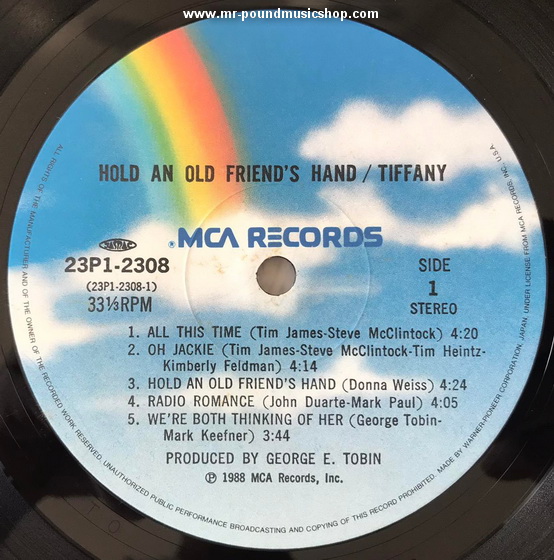 www.mr-poundmusicshop.com
HOLD AN OLD FRIEND'S HAND / TIFFANY
MCA RECORDS
JASRAC
23P1-2308
(23P1-2308-1)
33⅓RPM
SIDE
1
STEREO
1. ALL THIS TIME (Tim James-Steve McClintock) 4:20
2. OH JACKIE (Tim James-Steve McClintock-Tim Heintz-
Kimberly Feldman) 4:14
3. HOLD AN OLD FRIEND'S HAND (Donna Weiss) 4:24
4. RADIO ROMANCE (John Duarte-Mark Paul) 4:05
5. WE'RE BOTH THINKING OF HER (George Tobin-
Mark Keefner) 3:44
PRODUCED BY GEORGE E. TOBIN
Ⓟ 1988 MCA Records, Inc.
ALL RIGHTS OF THE MANUFACTURER AND OF THE OWNER OF THE RECORDED WORK RESERVED. UNAUTHORIZED PUBLIC PERFORMANCE BROADCASTING AND COPYING OF THIS RECORD PROHIBITED. MADE BY WARNER-PIONEER CORPORATION, JAPAN, UNDER LICENSE FROM MCA RECORDS, INC., U.S.A.